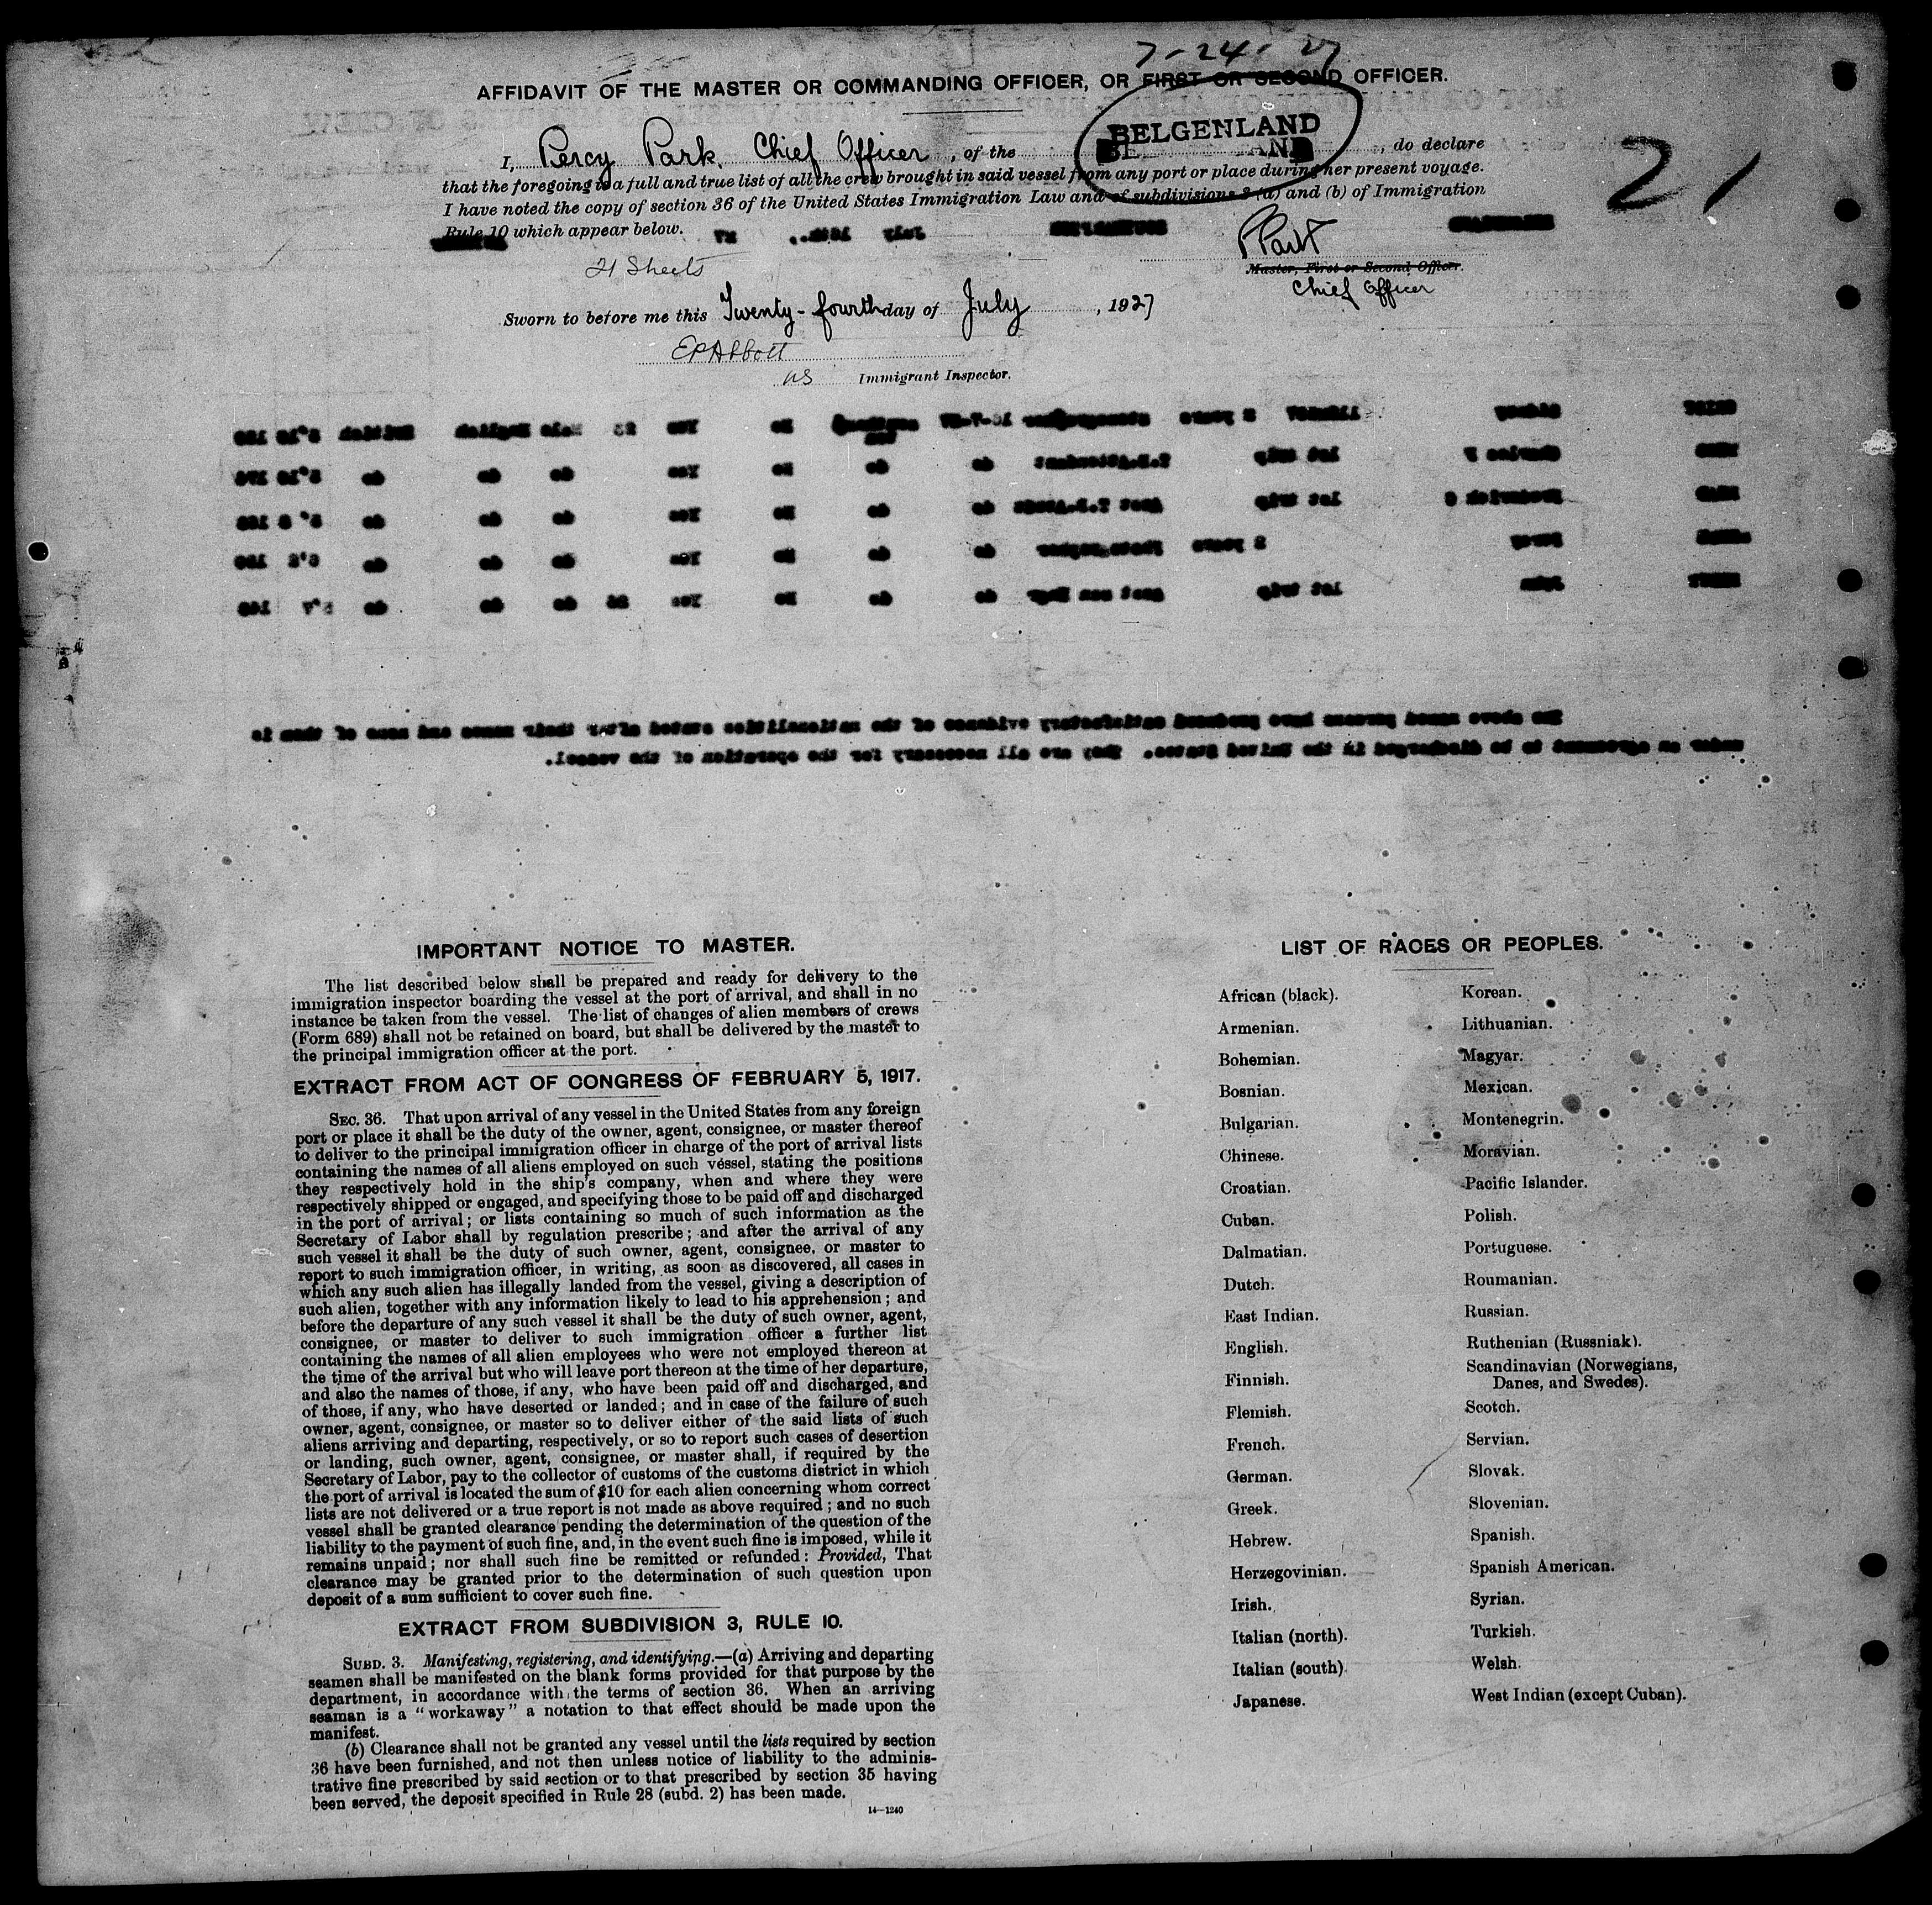 7-24-27
AFFIDAVIT OF THE MASTER OR COMMANDING OFFICER, OR FIRST OR SECOND OFFICER.
BELGENLAND
21
I, Percy Park, Chief Officer, of the , do declare
that the foregoing is a full and true list of all the crew brought in said vessel from any port or place during her present voyage.
I have noted the copy of section 36 of the United States Immigration Law and of subdivisions 3 (a) and (b) of Immigration
Rule 10 which appear below.
21 Sheets
PPark
Master, First or Second Officer.
Chief Officer
Sworn to before me this Twenty-fourth day of July, 1927
EPAbbott
US Immigrant Inspector.
IMPORTANT NOTICE TO MASTER.
The list described below shall be prepared and ready for delivery to the
immigration inspector boarding the vessel at the port of arrival, and shall in no
instance be taken from the vessel. The list of changes of alien members of crews
(Form 689) shall not be retained on board, but shall be delivered by the master to
the principal immigration officer at the port.
EXTRACT FROM ACT OF CONGRESS OF FEBRUARY 5, 1917.
SEC. 36. That upon arrival of any vessel in the United States from any foreign
port or place it shall be the duty of the owner, agent, consignee, or master thereof
to deliver to the principal immigration officer in charge of the port of arrival lists
containing the names of all aliens employed on such vessel, stating the positions
they respectively hold in the ship's company, when and where they were
respectively shipped or engaged, and specifying those to be paid off and discharged
in the port of arrival; or lists containing so much of such information as the
Secretary of Labor shall by regulation prescribe; and after the arrival of any
such vessel it shall be the duty of such owner, agent, consignee, or master to
report to such immigration officer, in writing, as soon as discovered, all cases in
which any such alien has illegally landed from the vessel, giving a description of
such alien, together with any information likely to lead to his apprehension; and
before the departure of any such vessel it shall be the duty of such owner, agent,
consignee, or master to deliver to such immigration officer a further list
containing the names of all alien employees who were not employed thereon at
the time of the arrival but who will leave port thereon at the time of her departure,
and also the names of those, if any, who have been paid off and discharged, and
of those, if any, who have deserted or landed; and in case of the failure of such
owner, agent, consignee, or master so to deliver either of the said lists of such
aliens arriving and departing, respectively, or so to report such cases of desertion
or landing, such owner, agent, consignee, or master shall, if required by the
Secretary of Labor, pay to the collector of customs of the customs district in which
the port of arrival is located the sum of $10 for each alien concerning whom correct
lists are not delivered or a true report is not made as above required; and no such
vessel shall be granted clearance pending the determination of the question of the
liability to the payment of such fine, and, in the event such fine is imposed, while it
remains unpaid; nor shall such fine be remitted or refunded: Provided, That
clearance may be granted prior to the determination of such question upon
deposit of a sum sufficient to cover such fine.
EXTRACT FROM SUBDIVISION 3, RULE 10.
SUBD. 3. Manifesting, registering, and identifying.—(a) Arriving and departing
seamen shall be manifested on the blank forms provided for that purpose by the
department, in accordance with the terms of section 36. When an arriving
seaman is a "workaway" a notation to that effect should be made upon the
manifest.
(b) Clearance shall not be granted any vessel until the lists required by section
36 have been furnished, and not then unless notice of liability to the adminis-
trative fine prescribed by said section or to that prescribed by section 35 having
been served, the deposit specified in Rule 28 (subd. 2) has been made.
14—1240
LIST OF RACES OR PEOPLES.
African (black).
Armenian.
Bohemian.
Bosnian.
Bulgarian.
Chinese.
Croatian.
Cuban.
Dalmatian.
Dutch.
East Indian.
English.
Finnish.
Flemish.
French.
German.
Greek.
Hebrew.
Herzegovinian.
Irish.
Italian (north).
Italian (south).
Japanese.
Korean.
Lithuanian.
Magyar.
Mexican.
Montenegrin.
Moravian.
Pacific Islander.
Polish.
Portuguese.
Roumanian.
Russian.
Ruthenian (Russniak).
Scandinavian (Norwegians,
Danes, and Swedes).
Scotch.
Servian.
Slovak.
Slovenian.
Spanish.
Spanish American.
Syrian.
Turkish.
Welsh.
West Indian (except Cuban).